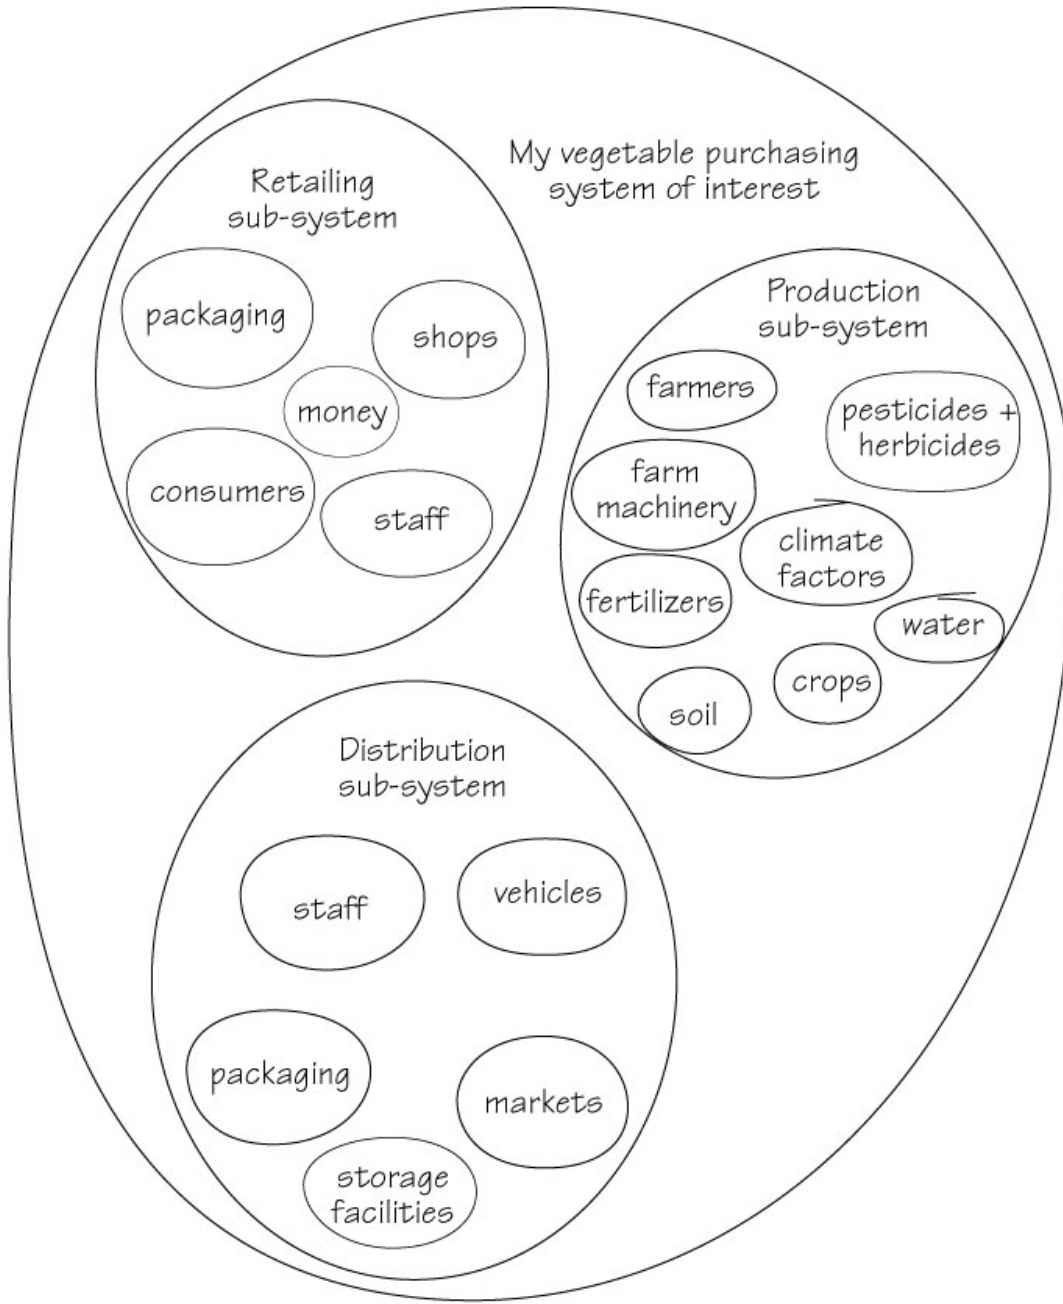 My vegetable purchasing
system of interest
Retailing
sub-system
packaging
shops
money
consumers
staff
Production
sub-system
farmers
pesticides +
herbicides
farm
machinery
climate
factors
fertilizers
water
crops
soil
Distribution
sub-system
staff
vehicles
packaging
markets
storage
facilities